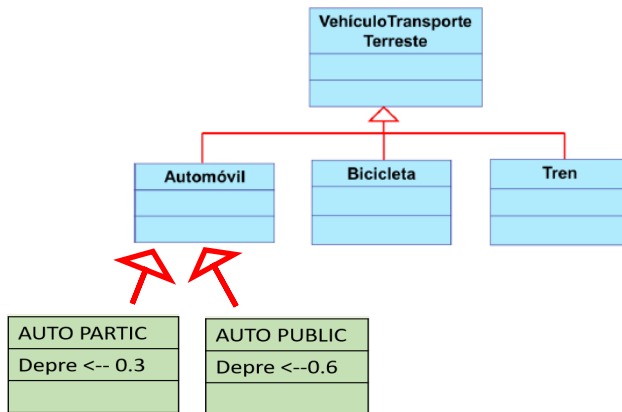 VehículoTransporte
Terreste
Automóvil
Bicicleta
Tren
AUTO PARTIC
Depre <-- 0.3
AUTO PUBLIC
Depre <--0.6